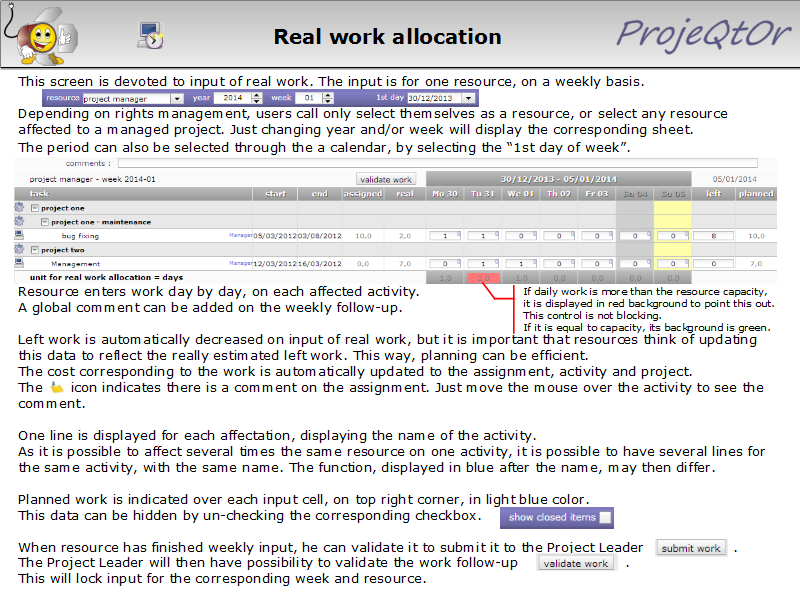 Real work allocation
ProjeQtOr
This screen is devoted to input of real work. The input is for one resource, on a weekly basis.
resource project manager year 2014 week 01 1st day 30/12/2013
Depending on rights management, users call only select themselves as a resource, or select any resource
affected to a managed project. Just changing year and/or week will display the corresponding sheet.
The period can also be selected through the a calendar, by selecting the “1st day of week”.
comments :
project manager - week 2014-01 validate work 30/12/2013 - 05/01/2014 05/01/2014
task start end assigned real Mo 30 Tu 31 We 01 Th 02 Fr 03 Sa 04 Su 05 left planned
project one
project one - maintenance
bug fixing Manager 05/03/2012 03/08/2012 10,0 2,0 1 1 0 0 0 0 0 8 10,0
project two
Management Manager 12/03/2012 16/03/2012 0,0 7,0 0 1 1 0 0 0 0 0 7,0
unit for real work allocation = days 1.0 2.0 1.0 0.0 0.0 0.0 0.0
Resource enters work day by day, on each affected activity.
A global comment can be added on the weekly follow-up.
If daily work is more than the resource capacity,
it is displayed in red background to point this out.
This control is not blocking.
If it is equal to capacity, its background is green.
Left work is automatically decreased on input of real work, but it is important that resources think of updating
this data to reflect the really estimated left work. This way, planning can be efficient.
The cost corresponding to the work is automatically updated to the assignment, activity and project.
The icon indicates there is a comment on the assignment. Just move the mouse over the activity to see the
comment.
One line is displayed for each affectation, displaying the name of the activity.
As it is possible to affect several times the same resource on one activity, it is possible to have several lines for
the same activity, with the same name. The function, displayed in blue after the name, may then differ.
Planned work is indicated over each input cell, on top right corner, in light blue color.
This data can be hidden by un-checking the corresponding checkbox. show closed items
When resource has finished weekly input, he can validate it to submit it to the Project Leader submit work .
The Project Leader will then have possibility to validate the work follow-up validate work .
This will lock input for the corresponding week and resource.